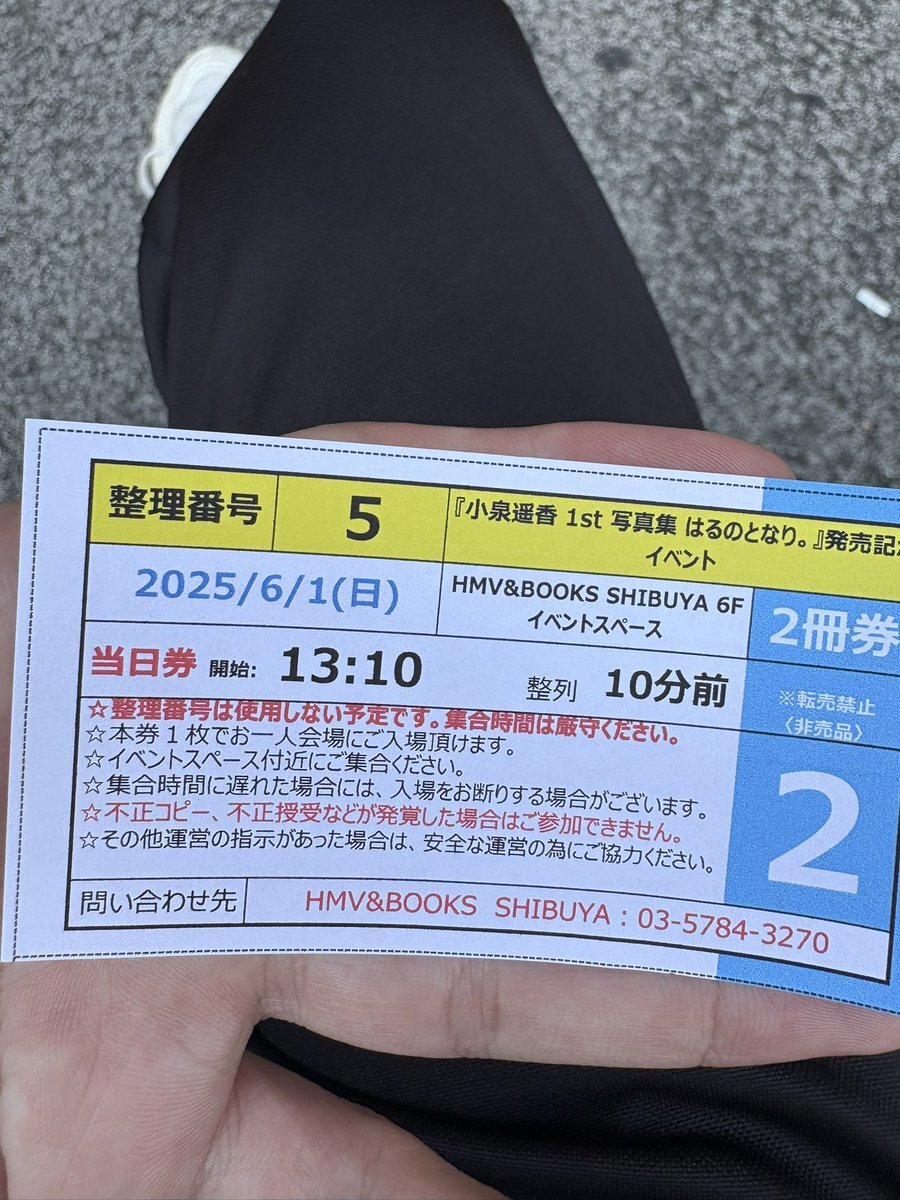 整理番号 5
『小泉遥香 1st 写真集 はるのとなり。』発売記
イベント
2025/6/1(日)
HMV&BOOKS SHIBUYA 6F
イベントスペース
2冊券
当日券 開始: 13:10 整列 10分前
※転売禁止
〈非売品〉
2
☆整理番号は使用しない予定です。集合時間は厳守ください。
☆本券1枚でお一人会場にご入場頂けます。
☆イベントスペース付近にご集合ください。
☆集合時間に遅れた場合には、入場をお断りする場合がございます。
☆不正コピー、不正授受などが発覚した場合はご参加できません。
☆その他運営の指示があった場合は、安全な運営の為にご協力ください。
問い合わせ先 HMV&BOOKS SHIBUYA : 03-5784-3270